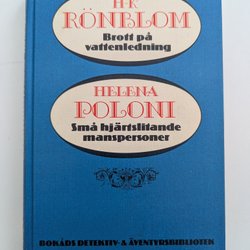 H-K
RÖNBLOM
Brott på
vattenledning
HELENA
POLONI
Små hjärtslitande
manspersoner
BOKÅDS DETEKTIV- & ÄVENTYRSBIBLIOTEK